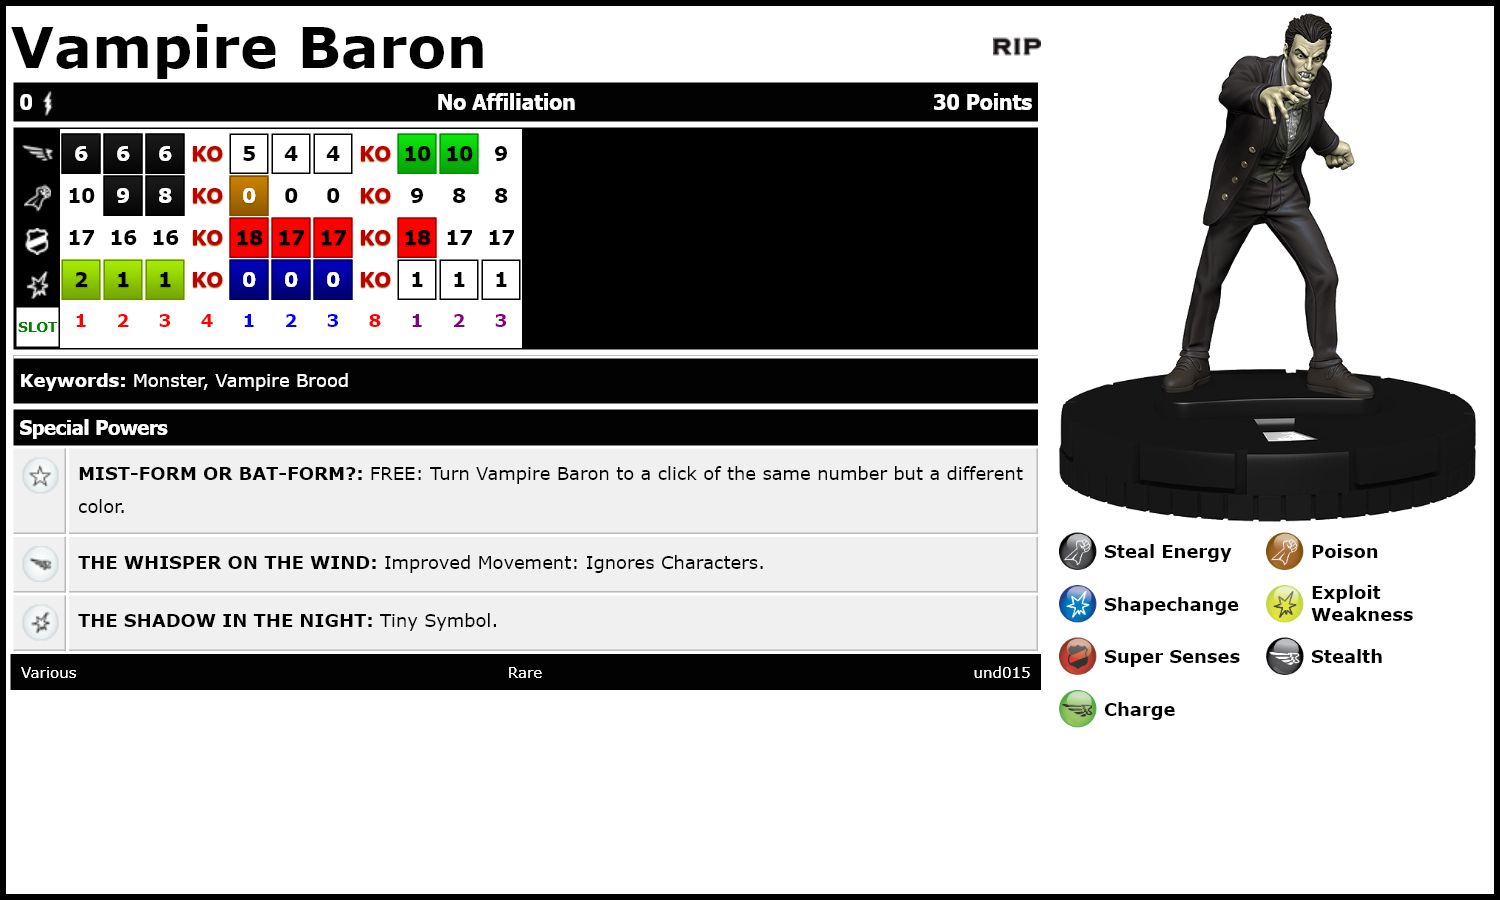 Vampire Baron
RIP
0 No Affiliation 30 Points
6 6 6 KO 5 4 4 KO 10 10 9
10 9 8 KO 0 0 0 KO 9 8 8
17 16 16 KO 18 17 17 KO 18 17 17
2 1 1 KO 0 0 0 KO 1 1 1
SLOT 1 2 3 4 1 2 3 8 1 2 3
Keywords: Monster, Vampire Brood
Special Powers
MIST-FORM OR BAT-FORM?: FREE: Turn Vampire Baron to a click of the same number but a different
color.
THE WHISPER ON THE WIND: Improved Movement: Ignores Characters.
THE SHADOW IN THE NIGHT: Tiny Symbol.
Various Rare und015
Steal Energy Poison
Shapechange Exploit
Weakness
Super Senses Stealth
Charge